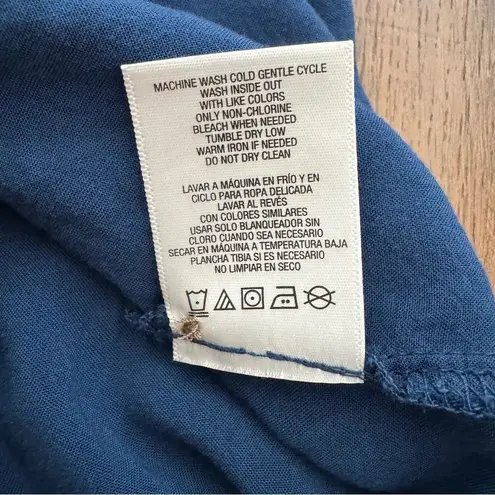 MACHINE WASH COLD GENTLE CYCLE
WASH INSIDE OUT
WITH LIKE COLORS
ONLY NON-CHLORINE
BLEACH WHEN NEEDED
TUMBLE DRY LOW
WARM IRON IF NEEDED
DO NOT DRY CLEAN
LAVAR A MÁQUINA EN FRÍO Y EN
CICLO PARA ROPA DELICADA
LAVAR AL REVÉS
CON COLORES SIMILARES
USAR SOLO BLANQUEADOR SIN
CLORO CUANDO SEA NECESARIO
SECAR EN MÁQUINA A TEMPERATURA BAJA
PLANCHA TIBIA SI ES NECESARIO
NO LIMPIAR EN SECO